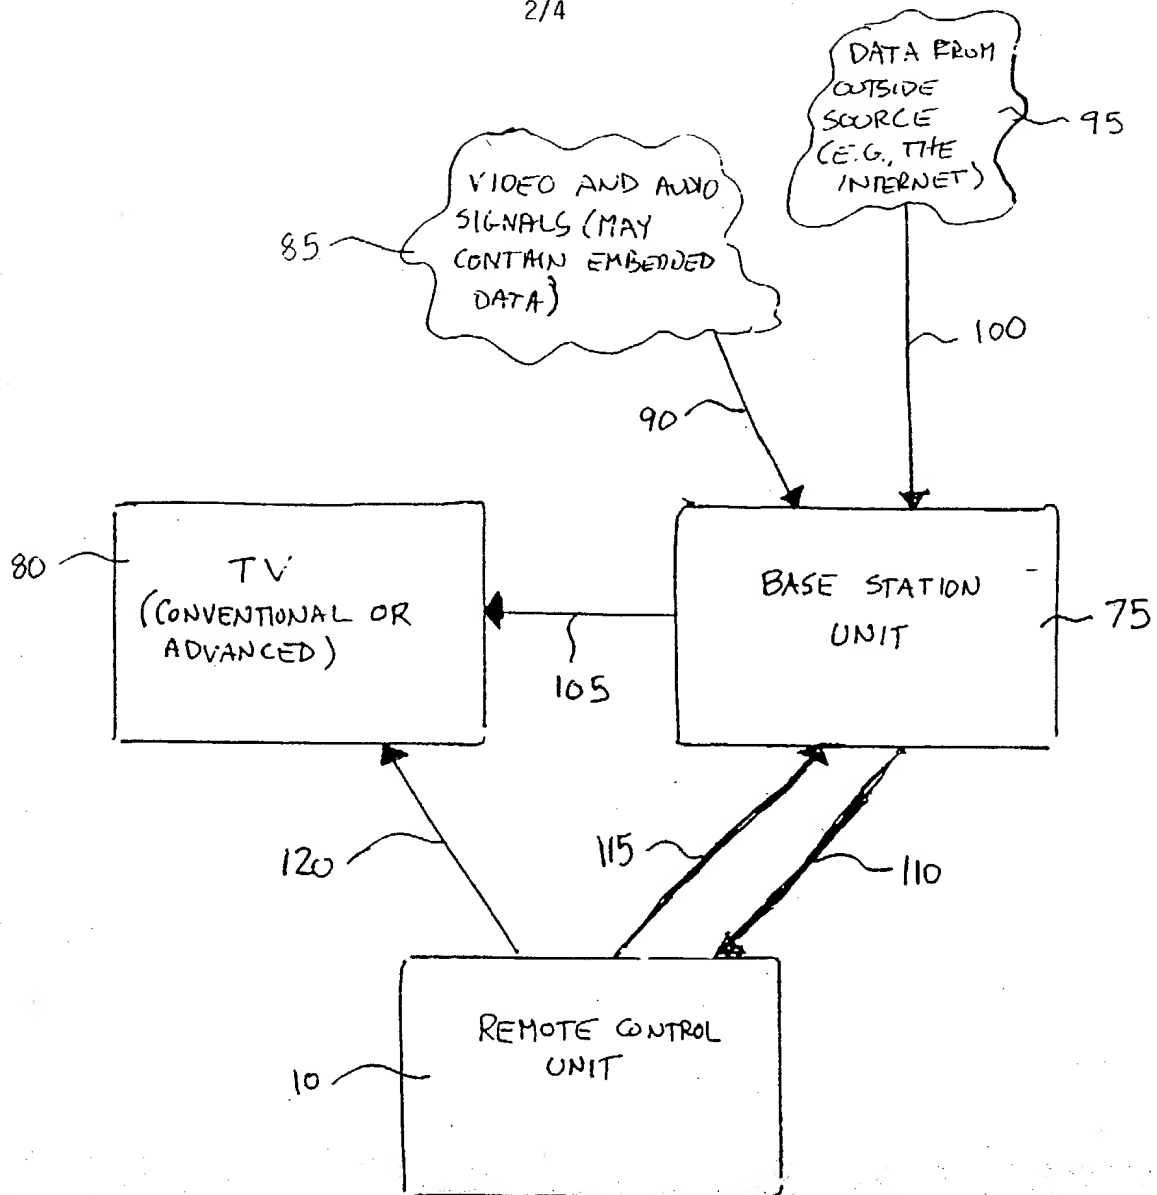 2/4
DATA FROM
OUTSIDE
SOURCE
(E.G., THE
INTERNET)
95
VIDEO AND AUDIO
SIGNALS (MAY
CONTAIN EMBEDDED
DATA)
85
100
90
80
TV
(CONVENTIONAL OR
ADVANCED)
BASE STATION
UNIT
75
105
120
115
110
REMOTE CONTROL
UNIT
10